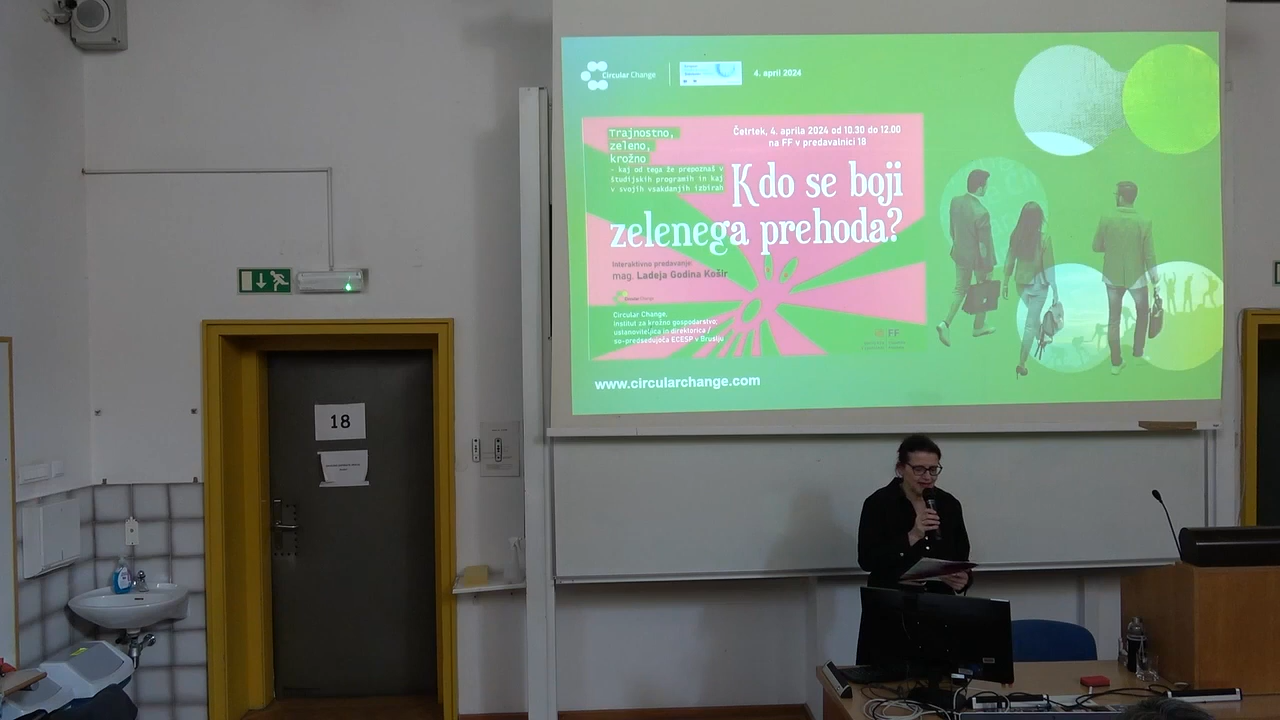 Circular Change
4. april 2024
Trajnostno,
zeleno,
krožno
– kaj od tega že prepoznaš v
študijskih programih in kaj
v svojih vsakdanjih izbirah
Četrtek, 4. aprila 2024 od 10.30 do 12.00
na FF v predavalnici 18
Kdo se boji
zelenega prehoda?
Interaktivno predavanje
mag. Ladeja Godina Košir
Circular Change,
institut za krožno gospodarstvo;
ustanoviteljica in direktorica /
so-predsedujoča ECESP v Bruslju
FF
www.circularchange.com
18